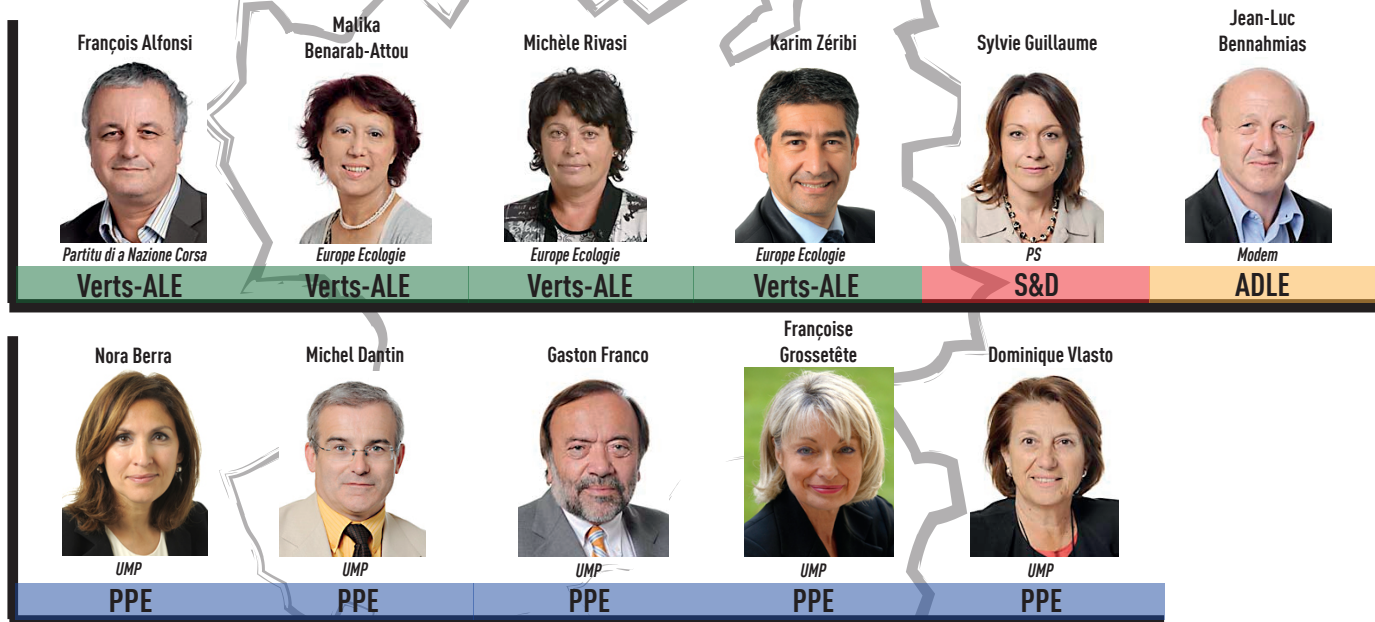 François Alfonsi
Malika
Benarab-Attou
Michèle Rivasi
Karim Zéribi
Sylvie Guillaume
Jean-Luc
Bennahmias
Partitu di a Nazione Corsa
Europe Ecologie
Europe Ecologie
Europe Ecologie
PS
Modem
Verts-ALE
Verts-ALE
Verts-ALE
Verts-ALE
S&D
ADLE
Nora Berra
Michel Dantin
Gaston Franco
Françoise
Grossetête
Dominique Vlasto
UMP
UMP
UMP
UMP
UMP
PPE
PPE
PPE
PPE
PPE